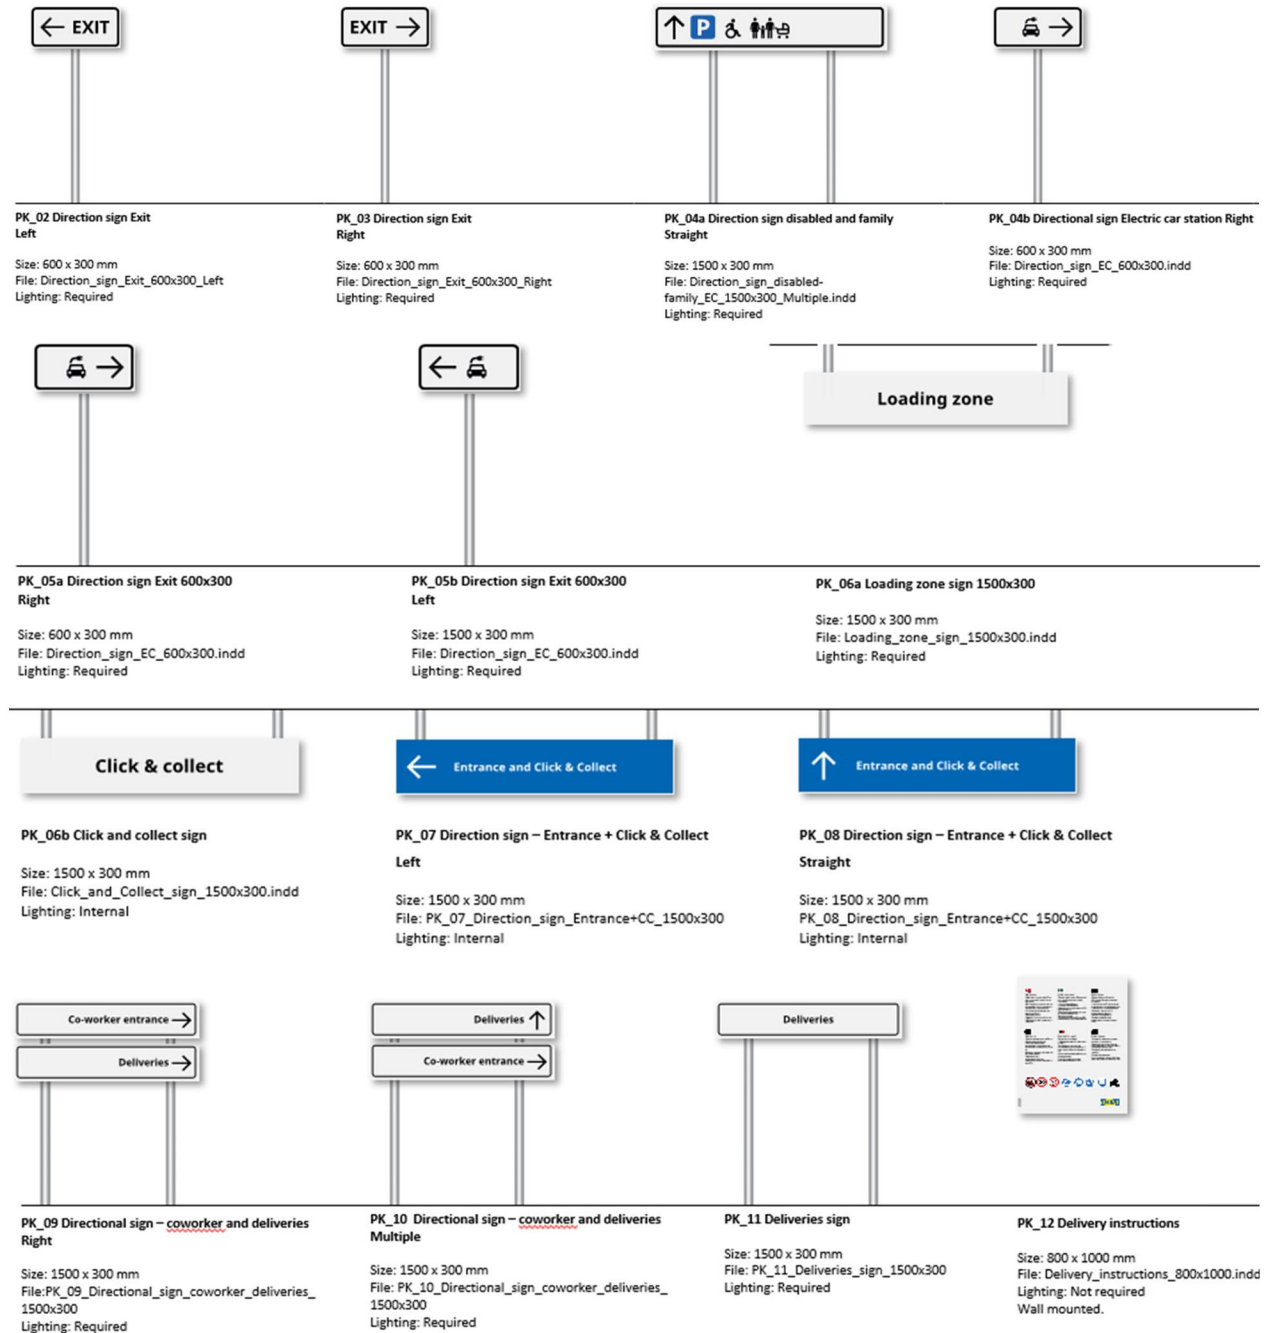 ← EXIT
EXIT →
↑ P
→
PK_02 Direction sign Exit
Left
Size: 600 x 300 mm
File: Direction_sign_Exit_600x300_Left
Lighting: Required
PK_03 Direction sign Exit
Right
Size: 600 x 300 mm
File: Direction_sign_Exit_600x300_Right
Lighting: Required
PK_04a Direction sign disabled and family
Straight
Size: 1500 x 300 mm
File: Direction_sign_disabled-
family_EC_1500x300_Multiple.indd
Lighting: Required
PK_04b Directional sign Electric car station Right
Size: 600 x 300 mm
File: Direction_sign_EC_600x300.indd
Lighting: Required
→
←
Loading zone
PK_05a Direction sign Exit 600x300
Right
Size: 600 x 300 mm
File: Direction_sign_EC_600x300.indd
Lighting: Required
PK_05b Direction sign Exit 600x300
Left
Size: 1500 x 300 mm
File: Direction_sign_EC_600x300.indd
Lighting: Required
PK_06a Loading zone sign 1500x300
Size: 1500 x 300 mm
File: Loading_zone_sign_1500x300.indd
Lighting: Required
Click & collect
← Entrance and Click & Collect
↑ Entrance and Click & Collect
PK_06b Click and collect sign
Size: 1500 x 300 mm
File: Click_and_Collect_sign_1500x300.indd
Lighting: Internal
PK_07 Direction sign – Entrance + Click & Collect
Left
Size: 1500 x 300 mm
File: PK_07_Direction_sign_Entrance+CC_1500x300
Lighting: Internal
PK_08 Direction sign – Entrance + Click & Collect
Straight
Size: 1500 x 300 mm
PK_08_Direction_sign_Entrance+CC_1500x300
Lighting: Internal
Co-worker entrance →
Deliveries →
Deliveries ↑
Co-worker entrance →
Deliveries
PK_09 Directional sign – coworker and deliveries
Right
Size: 1500 x 300 mm
File:PK_09_Directional_sign_coworker_deliveries_
1500x300
Lighting: Required
PK_10 Directional sign – coworker and deliveries
Multiple
Size: 1500 x 300 mm
File: PK_10_Directional_sign_coworker_deliveries_
1500x300
Lighting: Required
PK_11 Deliveries sign
Size: 1500 x 300 mm
File: PK_11_Deliveries_sign_1500x300
Lighting: Required
PK_12 Delivery instructions
Size: 800 x 1000 mm
File: Delivery_instructions_800x1000.indd
Lighting: Not required
Wall mounted.